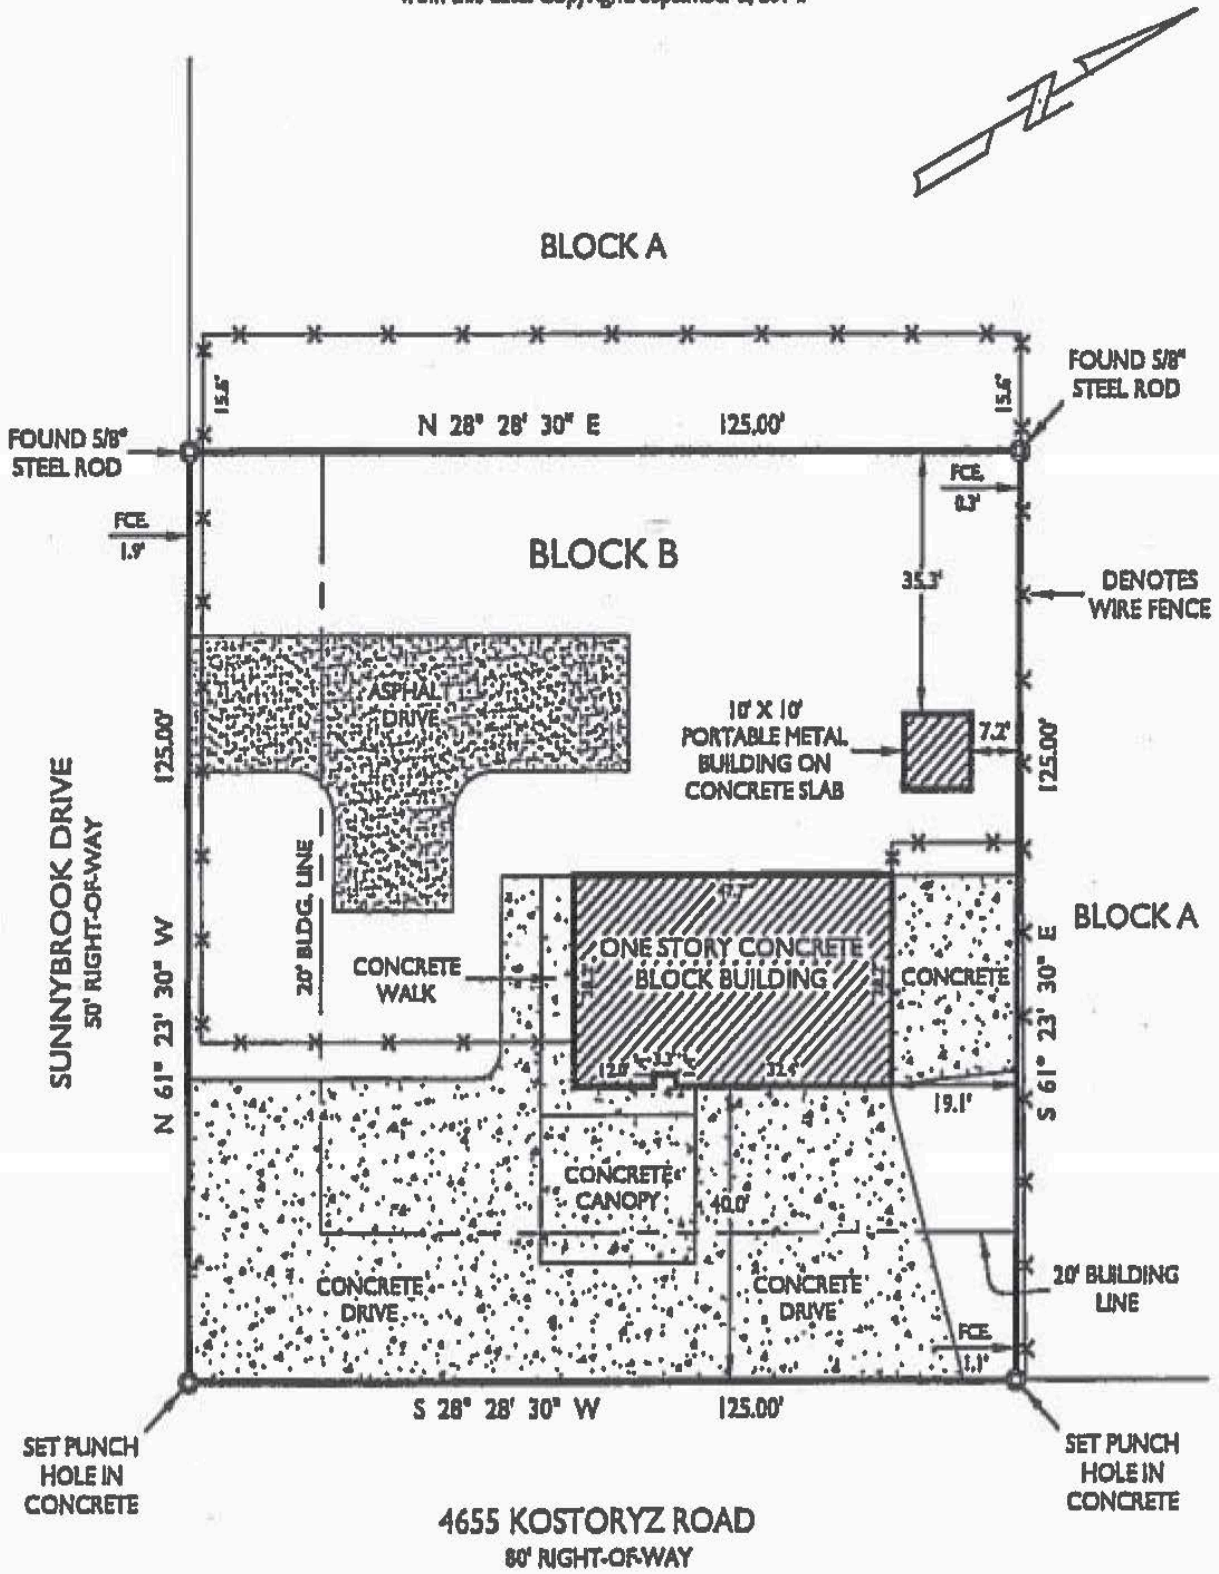 BLOCK A
15.6'
15.6'
FOUND 5/8"
STEEL ROD
N 28° 28' 30" E 125.00'
FOUND 5/8"
STEEL ROD
FCE.
0.3'
FCE.
1.9'
BLOCK B
35.3'
DENOTES
WIRE FENCE
ASPHALT
DRIVE
10' X 10'
PORTABLE METAL
BUILDING ON
CONCRETE SLAB
7.2'
125.00'
125.00'
SUNNYBROOK DRIVE
50' RIGHT-OF-WAY
20' BLDG. LINE
N 61° 23' 30" W
CONCRETE
WALK
ONE STORY CONCRETE
BLOCK BUILDING
CONCRETE
BLOCK A
S 61° 23' 30" E
12.0'
3.3'
32.4'
19.1'
CONCRETE
CANOPY
40.0'
CONCRETE
DRIVE
CONCRETE
DRIVE
20' BUILDING
LINE
FCE.
1.1'
S 28° 28' 30" W 125.00'
SET PUNCH
HOLE IN
CONCRETE
SET PUNCH
HOLE IN
CONCRETE
4655 KOSTORYZ ROAD
80' RIGHT-OF-WAY